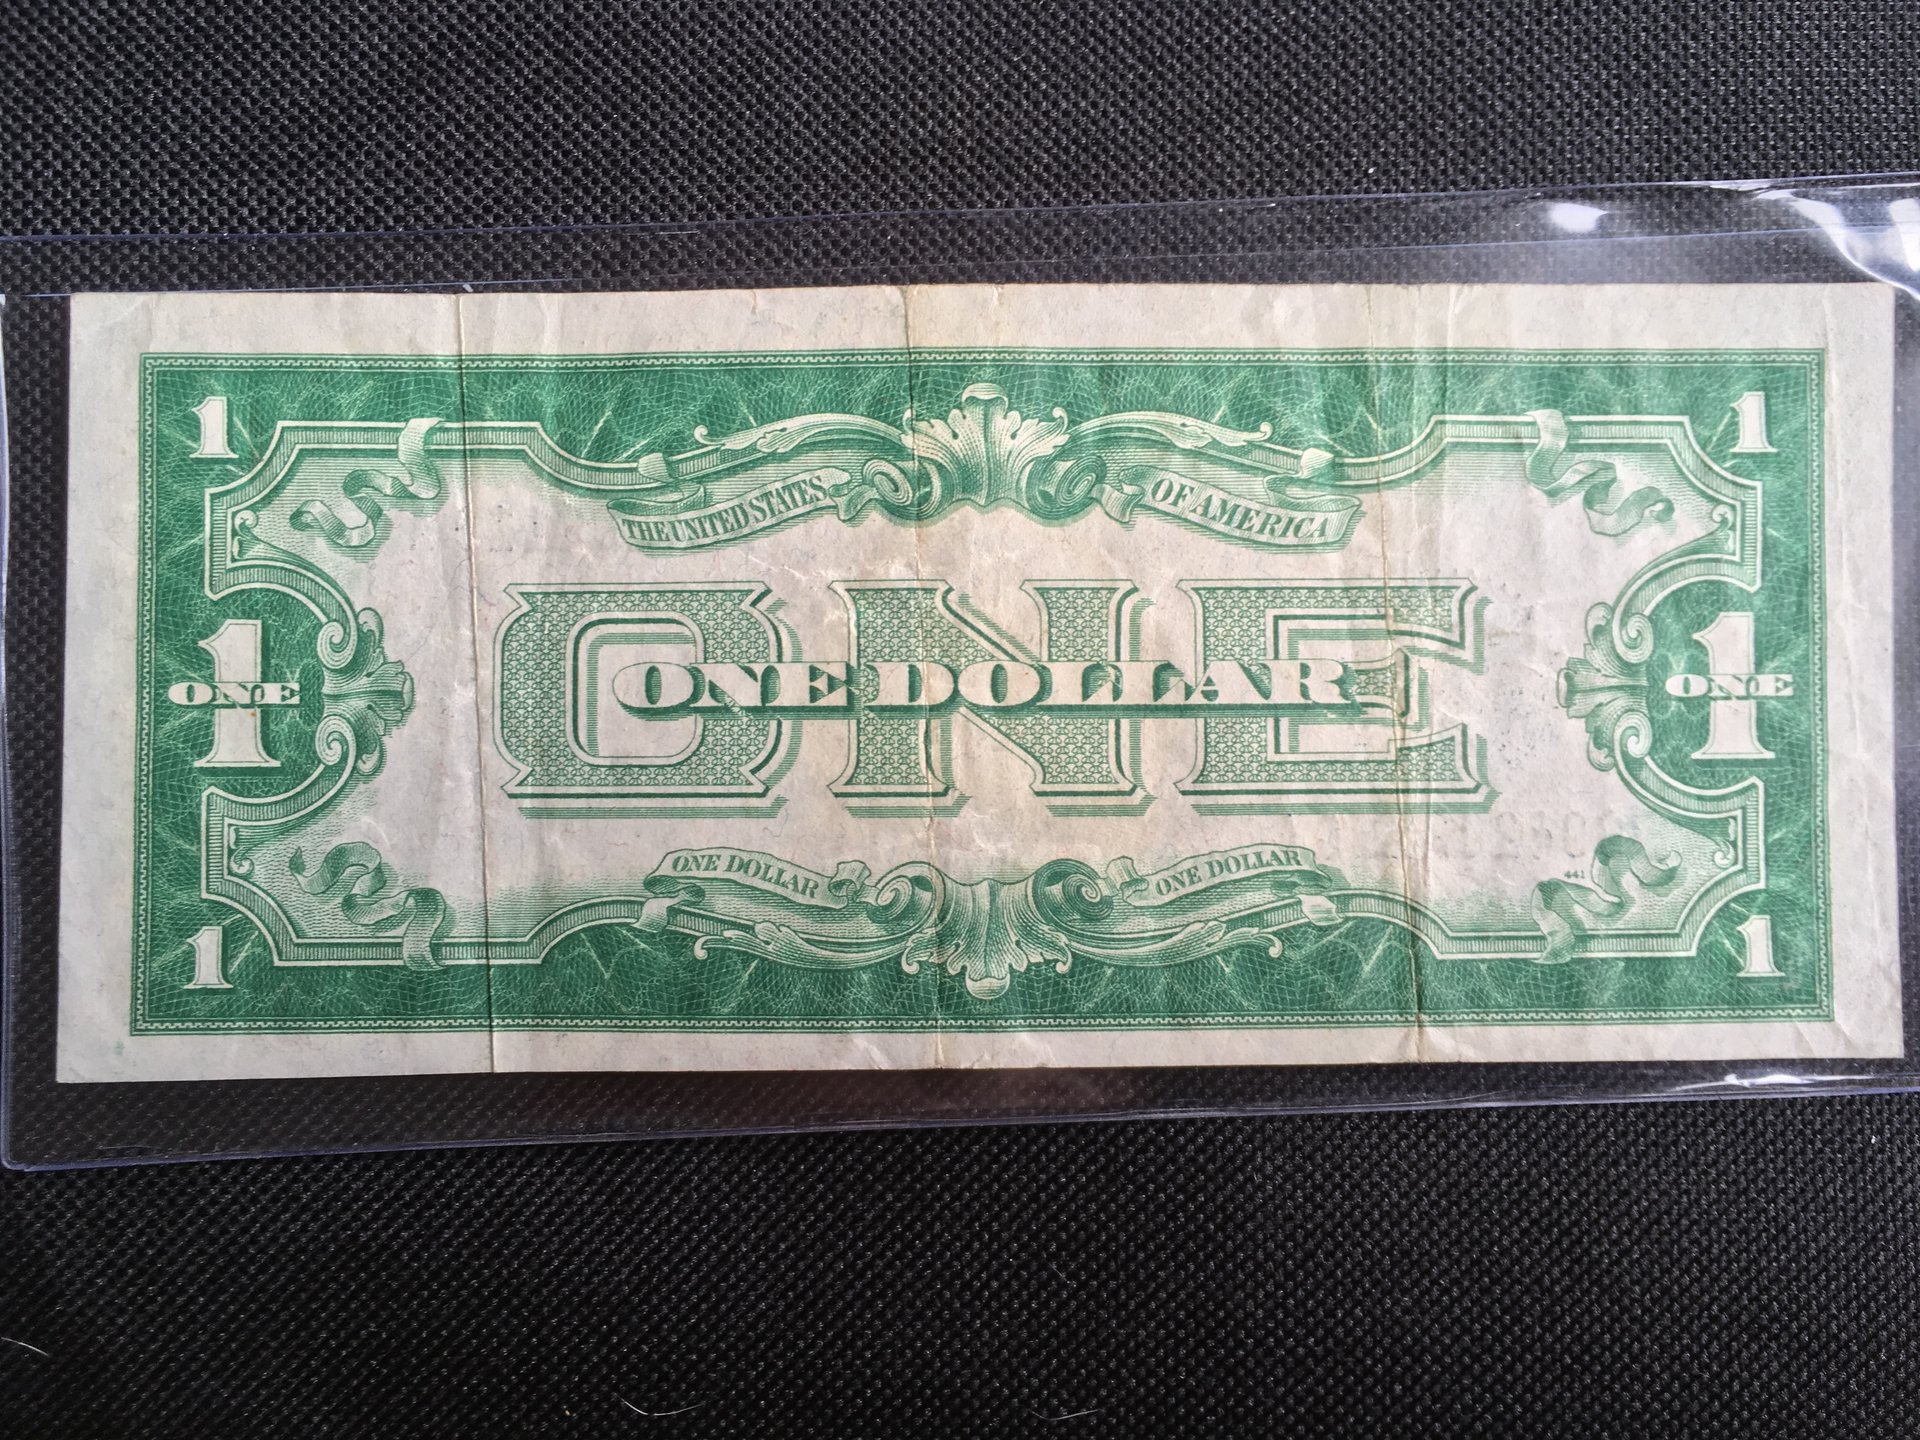 1 1
THE UNITED STATES OF AMERICA
ONE
ONE DOLLAR
1 ONE 1 ONE
ONE DOLLAR ONE DOLLAR
441
1 1